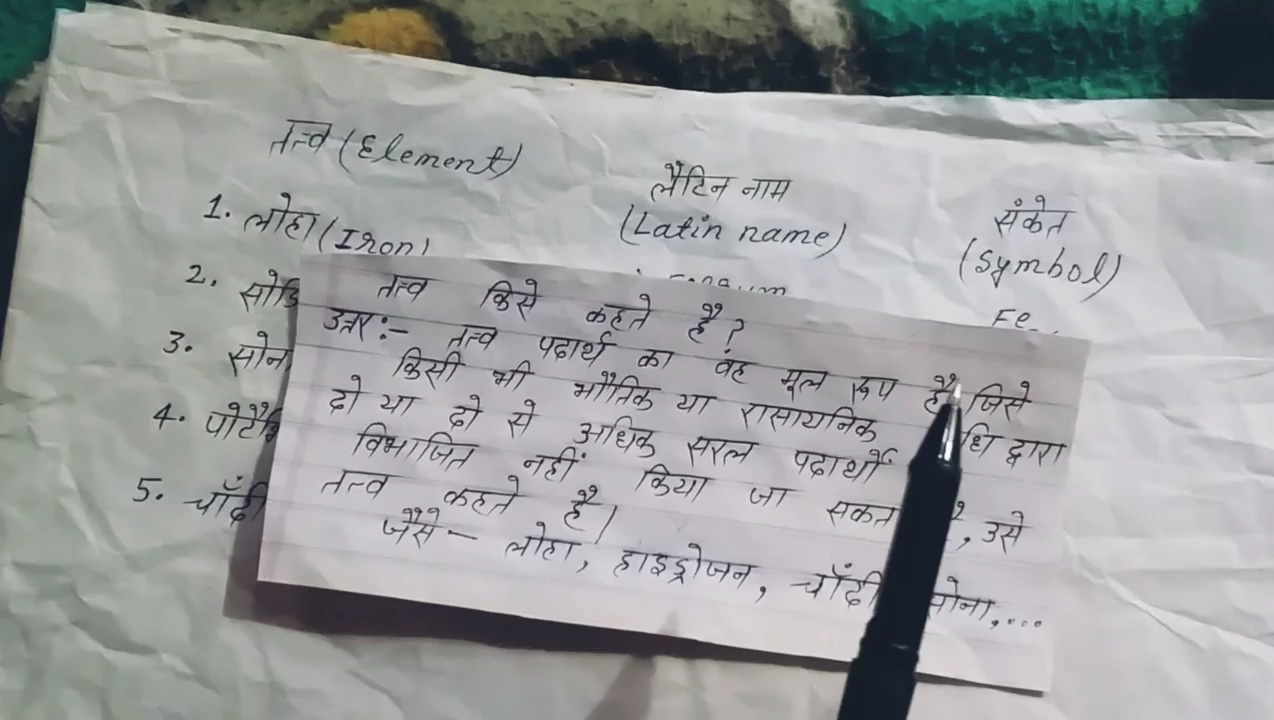 तत्व (Element)
लैटिन नाम
(Latin name)
संकेत
(Symbol)
1. लोहा (Iron)
Fe
2. सोडि
3. सोना
4. पोटैशि
5. चाँदी
तत्व किसे कहते है?
उत्तर:- तत्व पदार्थ का वह मूल रूप है जिसे
किसी भी भौतिक या रासायनिक द्वारा
दो या दो से अधिक सरल पदार्थों
विभाजित नहीं किया जा सकता है, उसे
तत्व कहते है।
जैसे - लोहा, हाइड्रोजन, चाँदी सोना,...